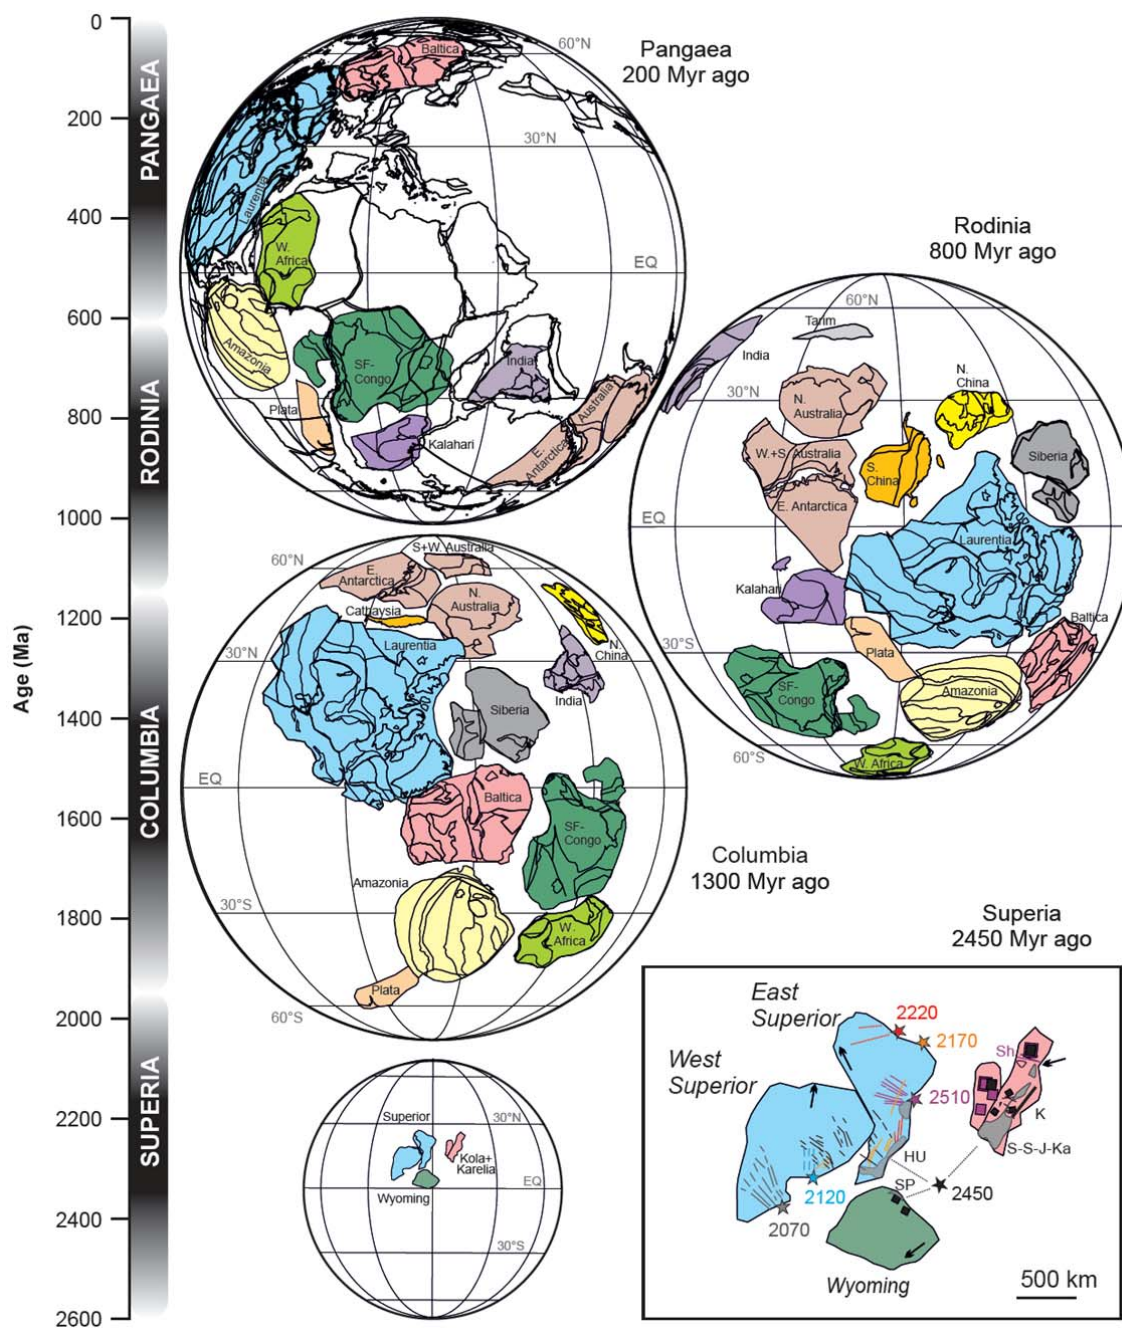 Age (Ma)
0
200
400
600
800
1000
1200
1400
1600
1800
2000
2200
2400
2600
PANGAEA
RODINIA
COLUMBIA
SUPERIA
Pangaea
200 Myr ago
60°N
30°N
EQ
Baltica
Laurentia
W.
Africa
Amazonia
SF-
Congo
Plata
Kalahari
India
Australia
E.
Antarctica
Rodinia
800 Myr ago
60°N
Tarim
India
30°N
N.
China
N.
Australia
W.+S. Australia
S.
China
Siberia
E. Antarctica
EQ
Laurentia
Kalahari
Baltica
30°S
Plata
SF-
Congo
Amazonia
60°S
W. Africa
Columbia
1300 Myr ago
60°N
S+W. Australia
E.
Antarctica
Cathaysia
N.
Australia
30°N
Laurentia
N.
China
India
Siberia
EQ
Baltica
SF-
Congo
Amazonia
30°S
W.
Africa
Plata
60°S
Superior
30°N
Kola+
Karelia
Wyoming
EQ
30°S
Superia
2450 Myr ago
East
Superior
2220
2170
West
Superior
Sh
2510
K
S-S-J-Ka
HU
SP
2450
2120
2070
Wyoming
500 km